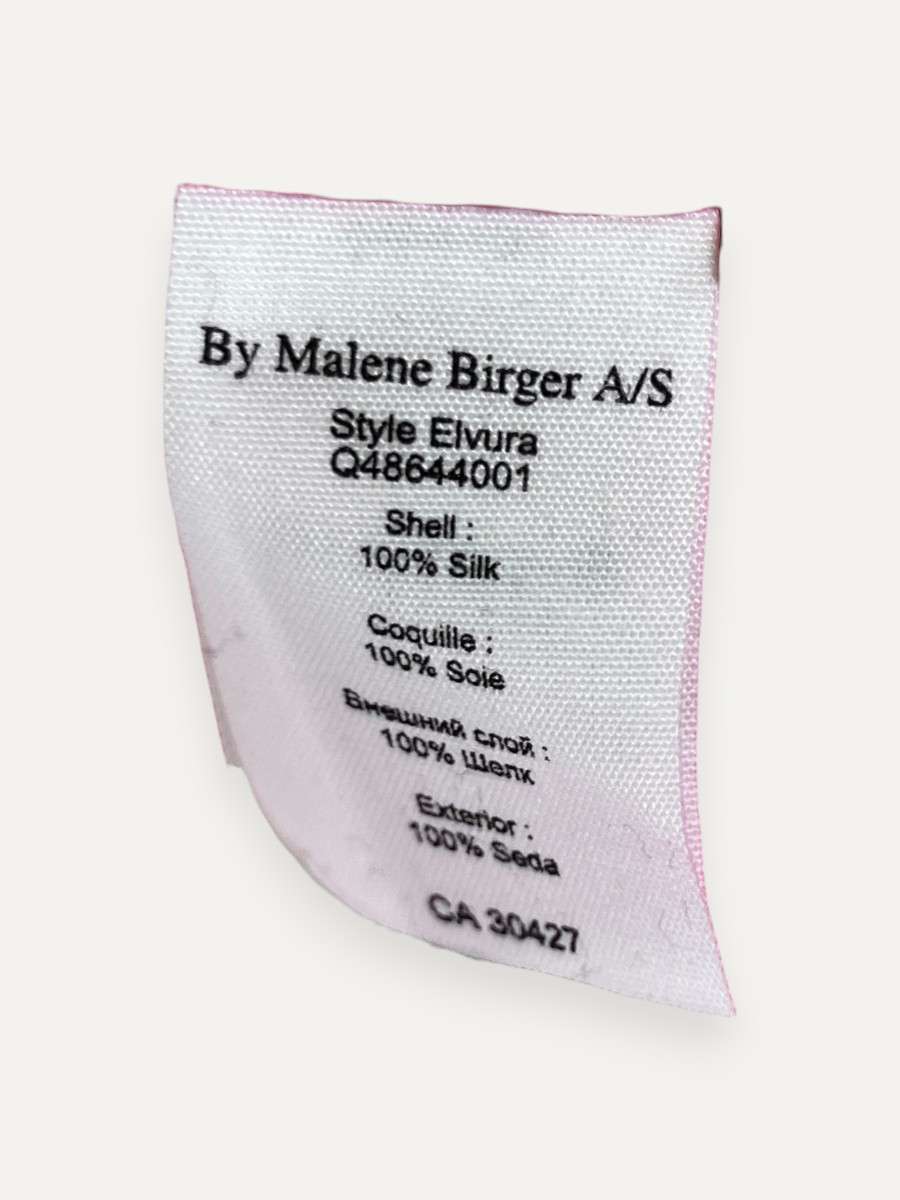 By Malene Birger A/S
Style Elvura
Q48644001
Shell :
100% Silk
Coquille :
100% Soie
Внешний слой :
100% Шелк
Exterior :
100% Seda
CA 30427